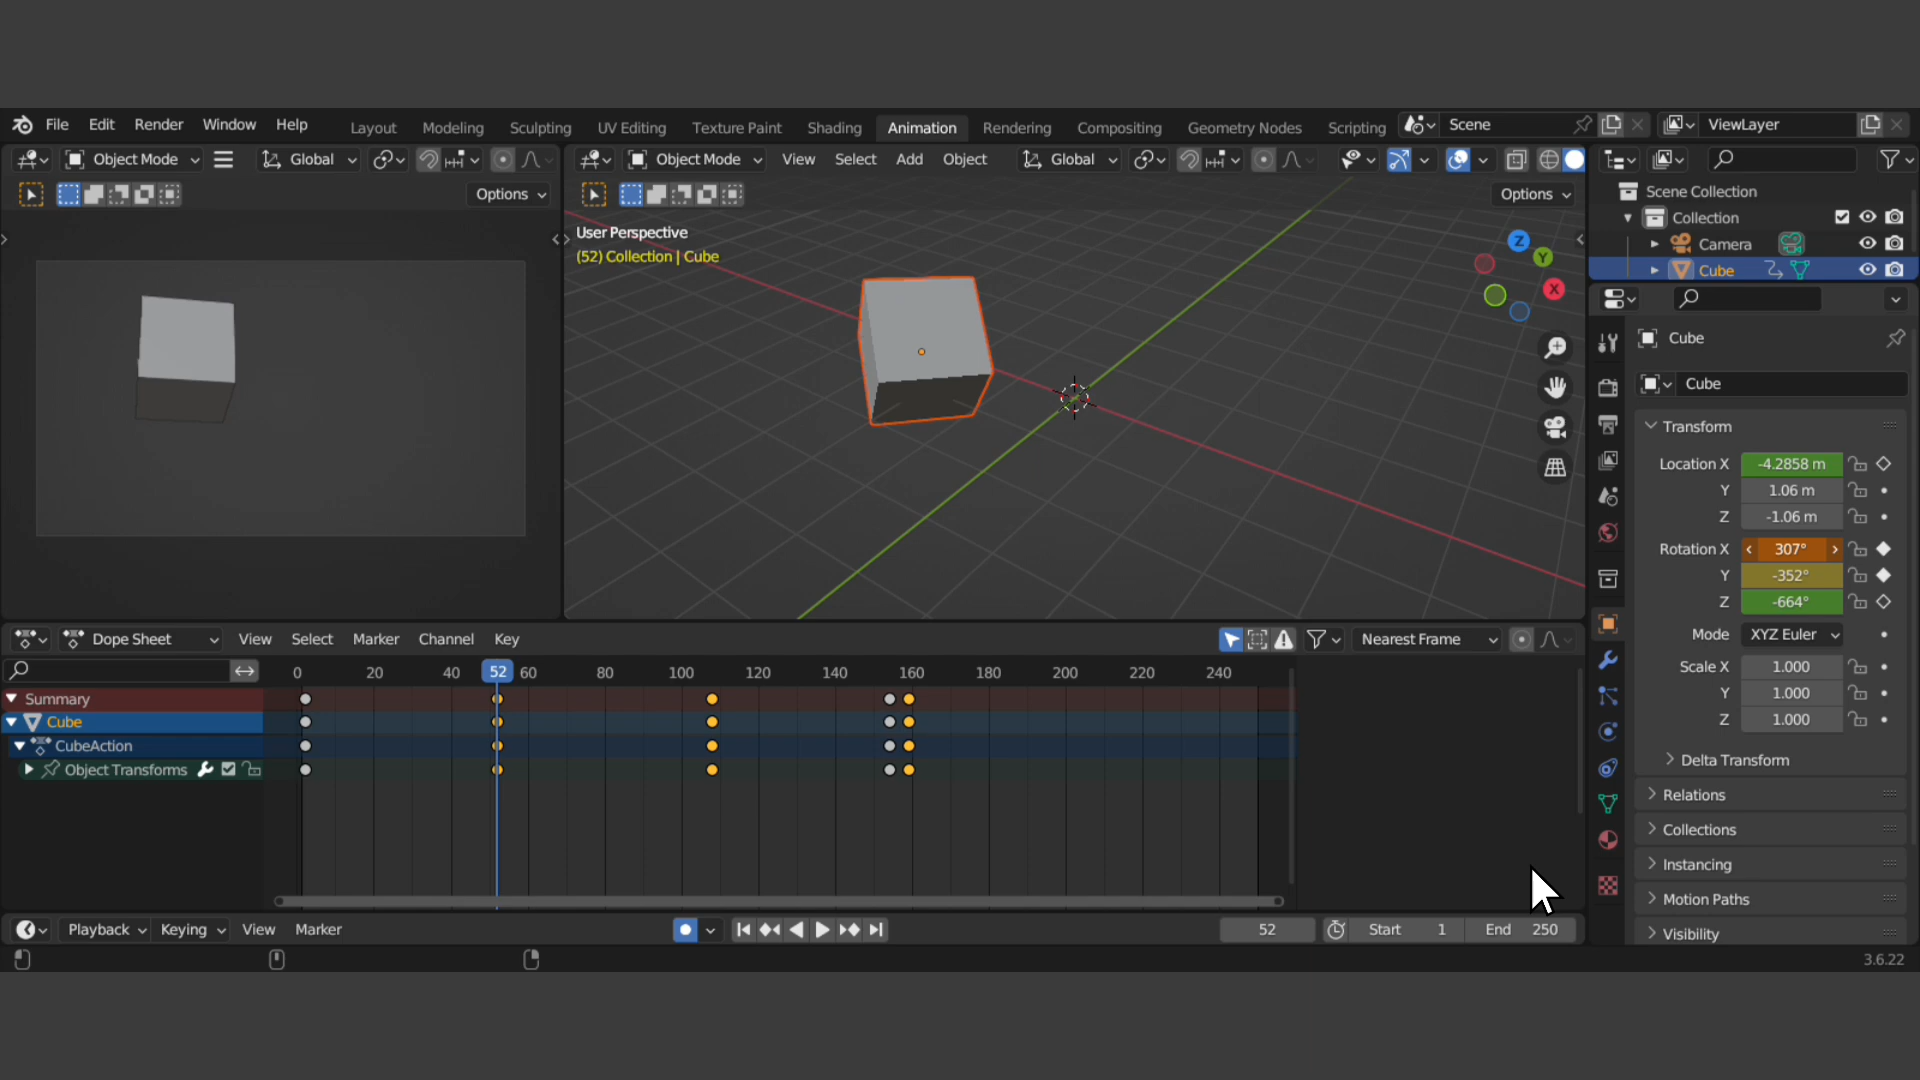 File Edit Render Window Help Layout Modeling Sculpting UV Editing Texture Paint Shading Animation Rendering Compositing Geometry Nodes Scripting Scene ViewLayer
Object Mode Global Object Mode View Select Add Object Global
Options Options
User Perspective
(52) Collection | Cube
Z
Y
X
Scene Collection
Collection
Camera
Cube
Cube
Cube
Transform
Location X -4.2858 m
Y 1.06 m
Z -1.06 m
Rotation X 307°
Y -352°
Z -664°
Mode XYZ Euler
Scale X 1.000
Y 1.000
Z 1.000
Delta Transform
Relations
Collections
Instancing
Motion Paths
Visibility
Dope Sheet View Select Marker Channel Key Nearest Frame
0 20 40 52 60 80 100 120 140 160 180 200 220 240
Summary
Cube
CubeAction
Object Transforms
Playback Keying View Marker 52 Start 1 End 250
3.6.22